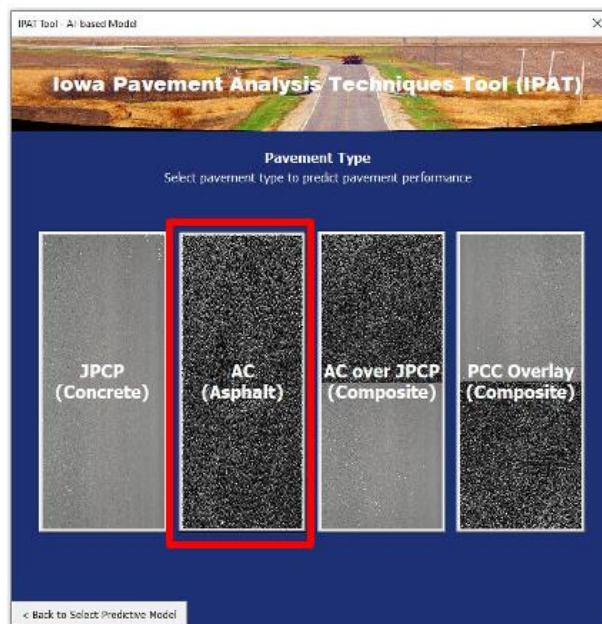 IPAT Tool - AI-based Model
Iowa Pavement Analysis Techniques Tool (IPAT)
Pavement Type
Select pavement type to predict pavement performance
JPCP
(Concrete)
AC
(Asphalt)
AC over JPCP
(Composite)
PCC Overlay
(Composite)
< Back to Select Predictive Model